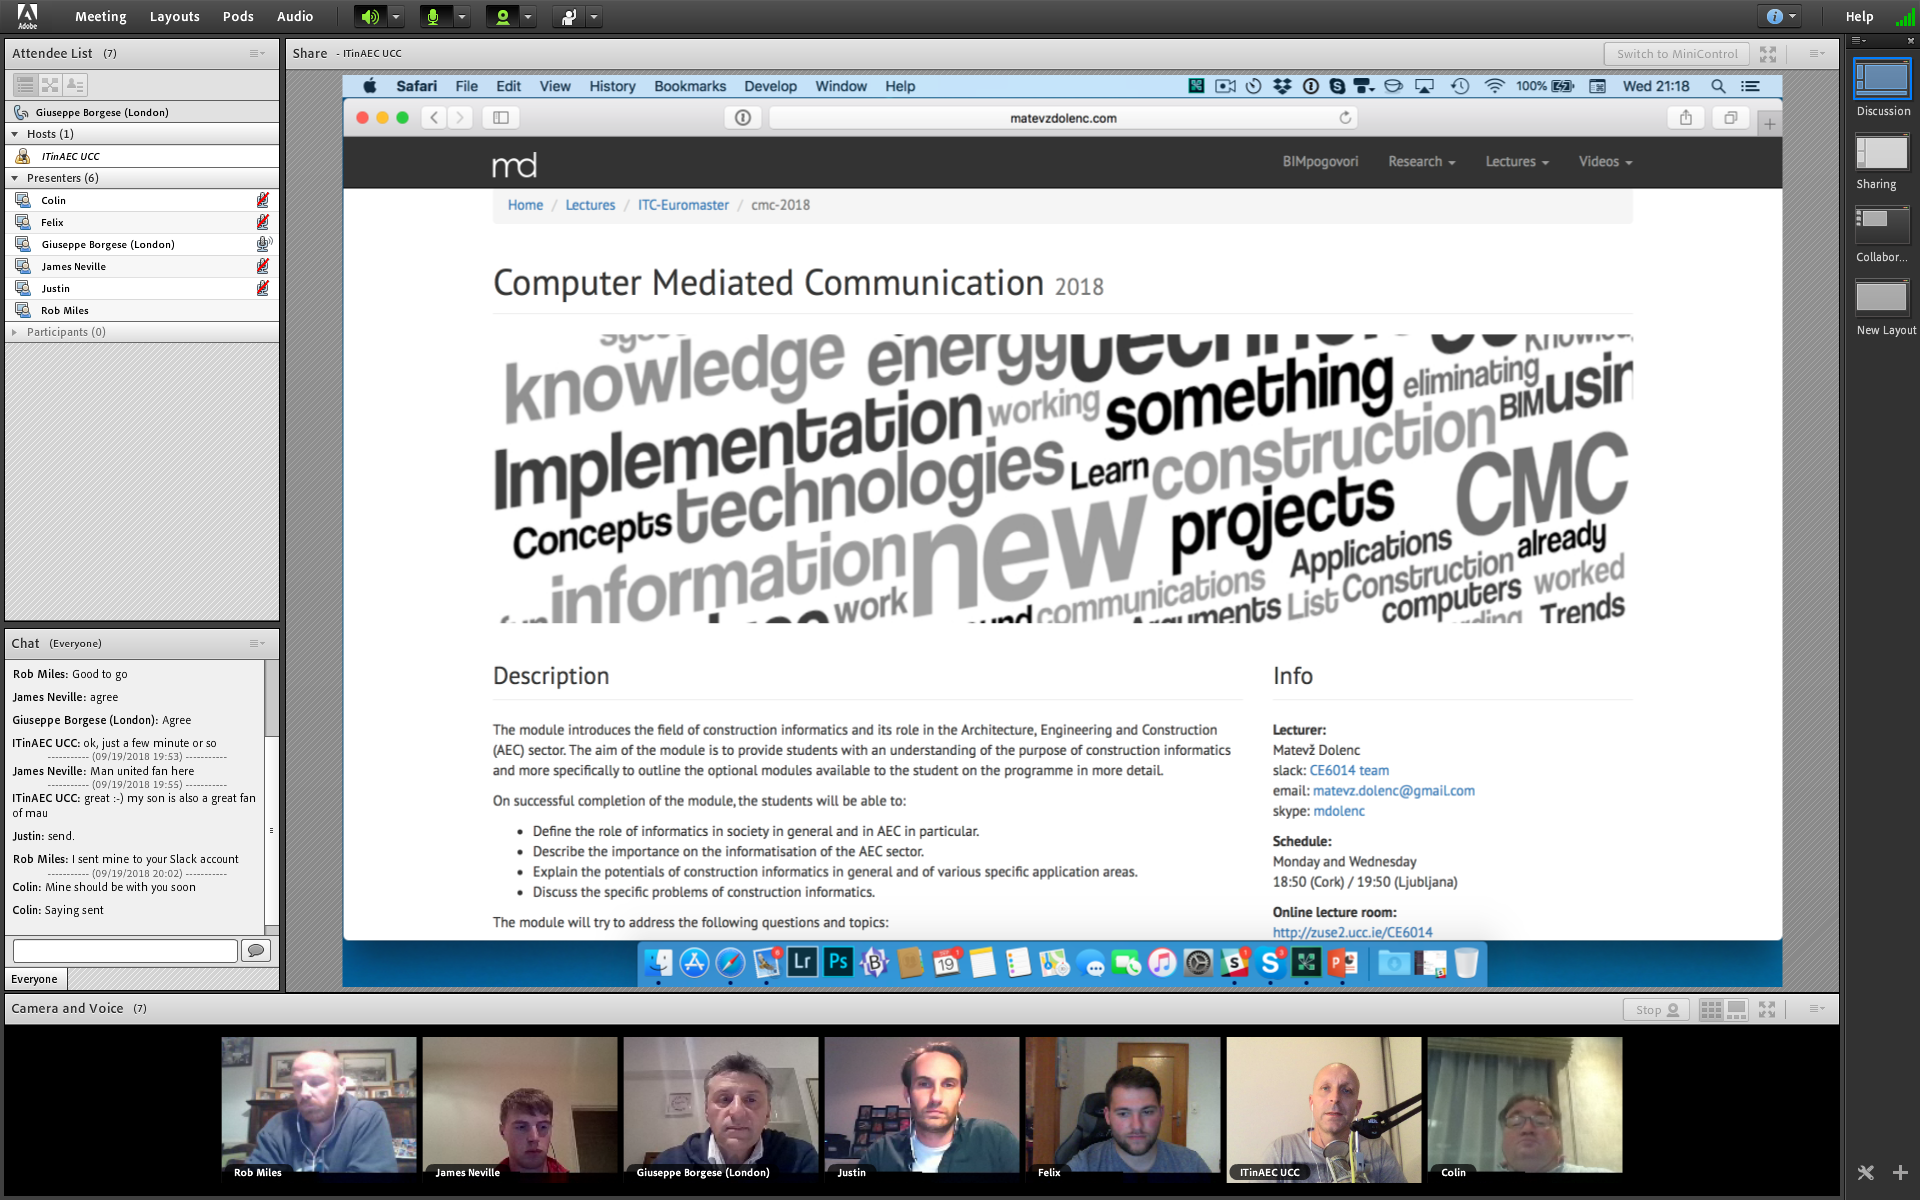 Adobe
Meeting Layouts Pods Audio
Help
Attendee List (7)
Giuseppe Borgese (London)
Hosts (1)
ITinAEC UCC
Presenters (6)
Colin
Felix
Giuseppe Borgese (London)
James Neville
Justin
Rob Miles
Participants (0)
Chat (Everyone)
Rob Miles: Good to go
James Neville: agree
Giuseppe Borgese (London): Agree
ITinAEC UCC: ok, just a few minute or so
----------- (09/19/2018 19:53) -----------
James Neville: Man united fan here
----------- (09/19/2018 19:55) -----------
ITinAEC UCC: great :-) my son is also a great fan
of mau
Justin: send.
Rob Miles: I sent mine to your Slack account
----------- (09/19/2018 20:02) -----------
Colin: Mine should be with you soon
Colin: Saying sent
Everyone
Share - ITinAEC UCC
Switch to MiniControl
Safari File Edit View History Bookmarks Develop Window Help
100% Wed 21:18
matevzdolenc.com
md
BIMpogovori Research Lectures Videos
Home / Lectures / ITC-Euromaster / cmc-2018
Computer Mediated Communication 2018
knowledge energy
Implementation working something eliminating BIM
Concepts technologies Learn construction
information new projects CMC
work communications Applications Construction already
List computers worked
Trends
Description
The module introduces the field of construction informatics and its role in the Architecture, Engineering and Construction
(AEC) sector. The aim of the module is to provide students with an understanding of the purpose of construction informatics
and more specifically to outline the optional modules available to the student on the programme in more detail.
On successful completion of the module, the students will be able to:
• Define the role of informatics in society in general and in AEC in particular.
• Describe the importance on the informatisation of the AEC sector.
• Explain the potentials of construction informatics in general and of various specific application areas.
• Discuss the specific problems of construction informatics.
The module will try to address the following questions and topics:
Info
Lecturer:
Matevž Dolenc
slack: CE6014 team
email: matevz.dolenc@gmail.com
skype: mdolenc
Schedule:
Monday and Wednesday
18:50 (Cork) / 19:50 (Ljubljana)
Online lecture room:
http://zuse2.ucc.ie/CE6014
Lr Ps
19
Discussion
Sharing
Collabor...
New Layout
Camera and Voice (7)
Stop
Rob Miles
James Neville
Giuseppe Borgese (London)
Justin
Felix
ITinAEC UCC
Colin